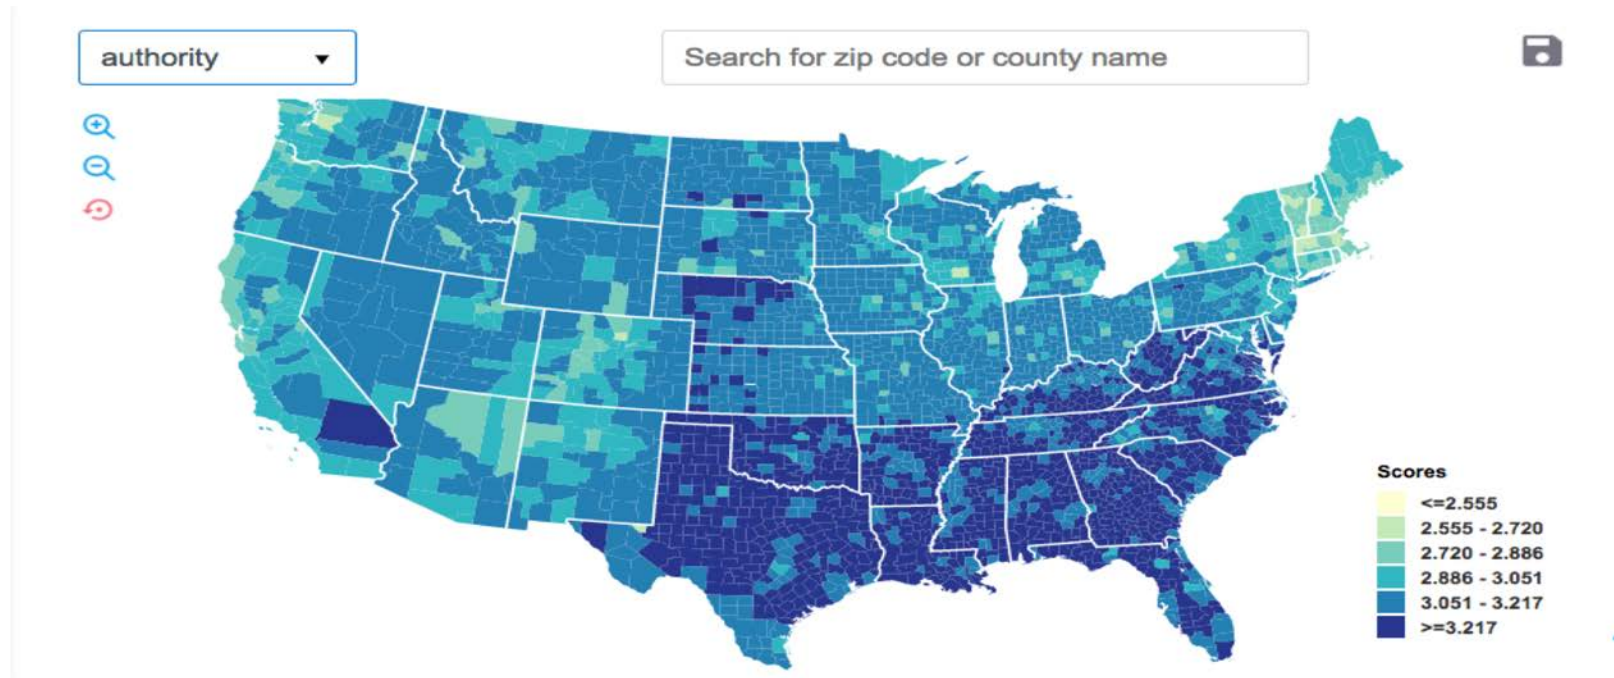 authority
Search for zip code or county name
Scores
<=2.555
2.555 - 2.720
2.720 - 2.886
2.886 - 3.051
3.051 - 3.217
>=3.217